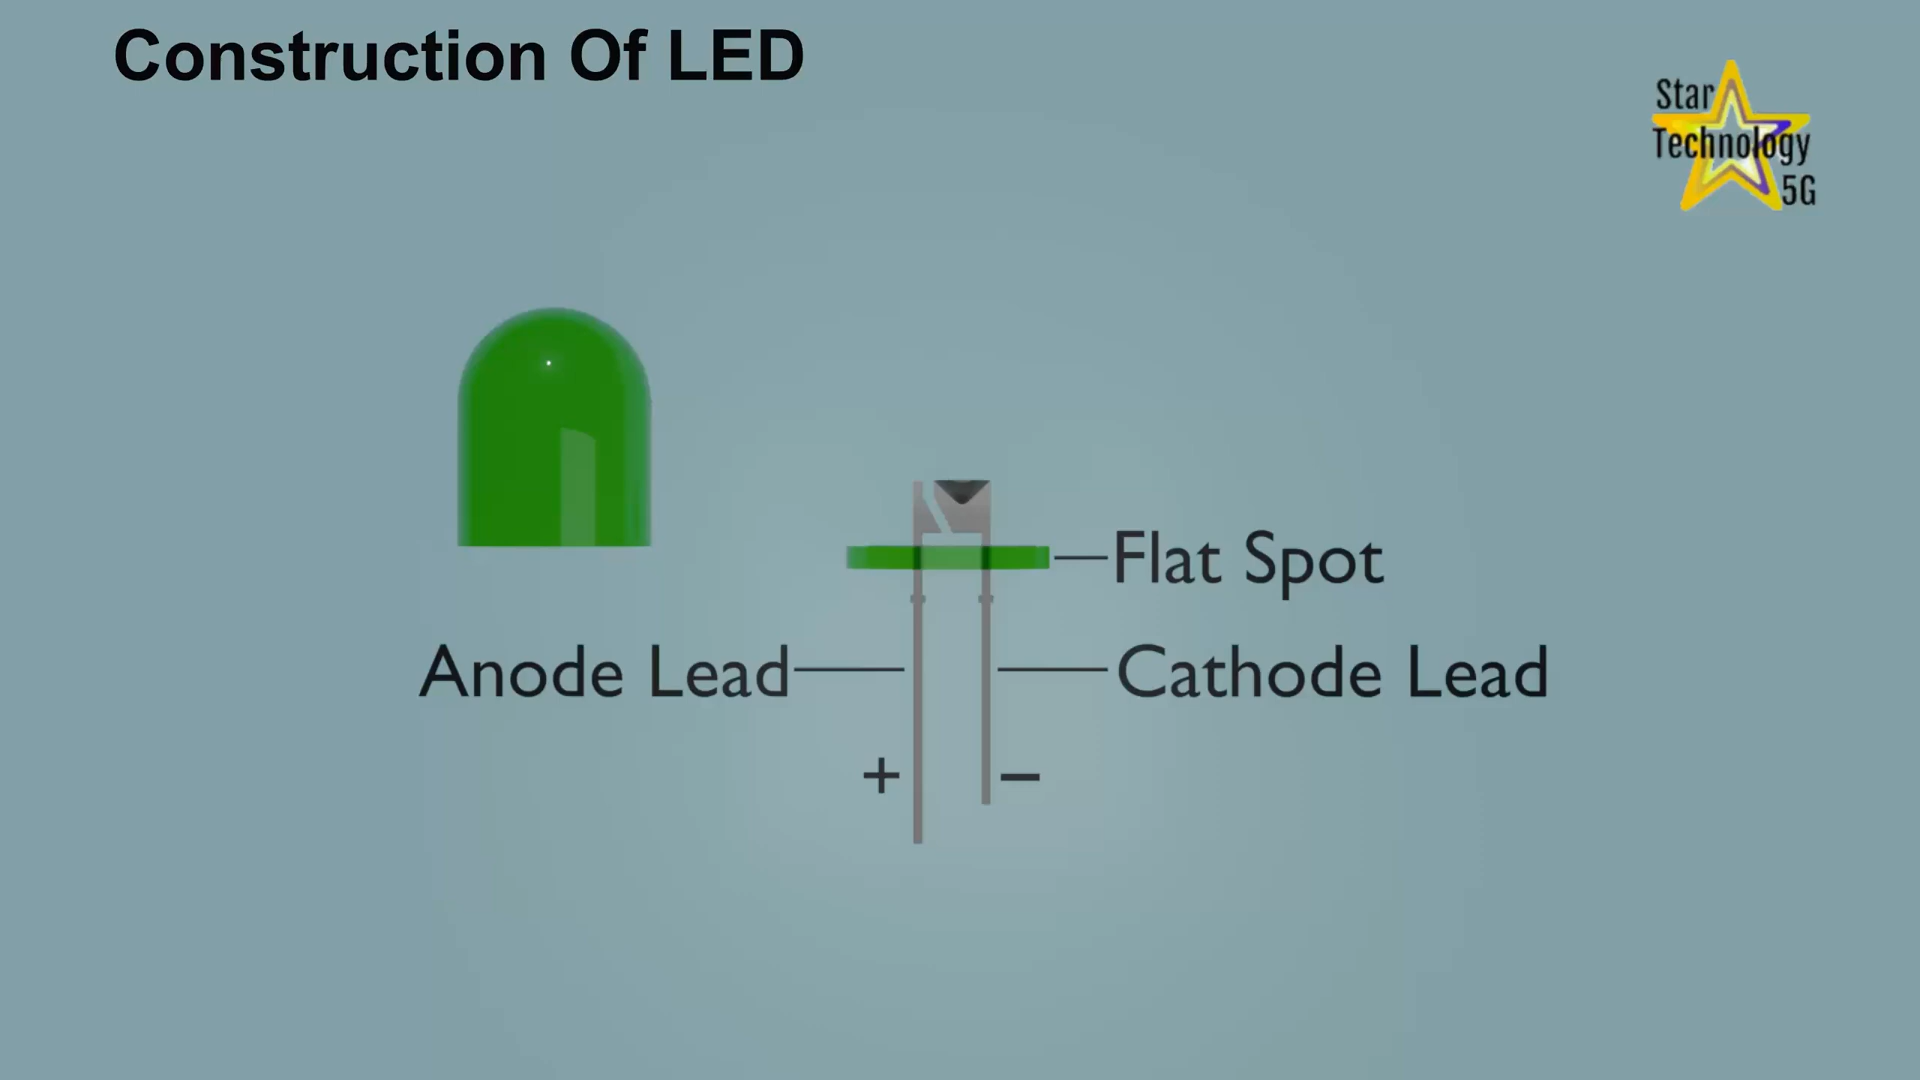 Construction Of LED
Star
Technology
5G
Flat Spot
Anode Lead
Cathode Lead
+
−